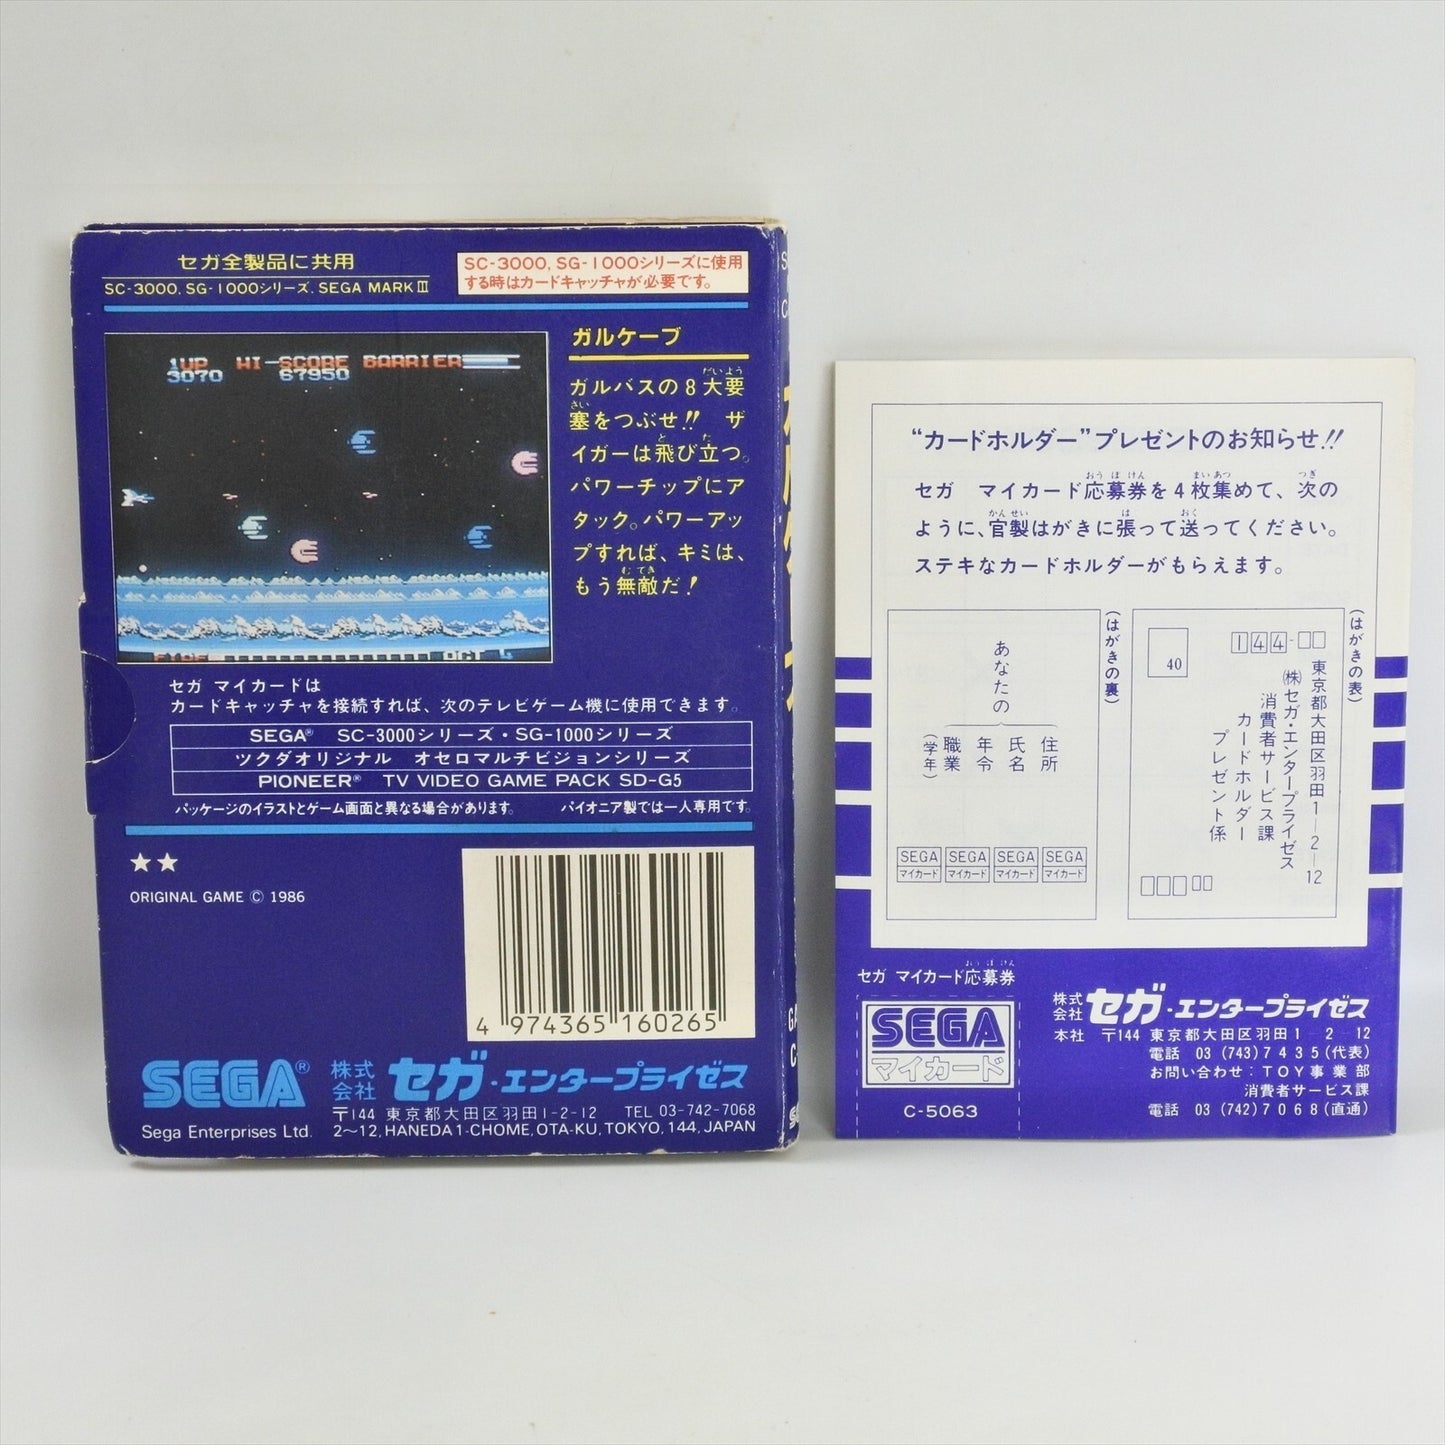 セガ全製品に共用
SC-3000, SG-1000シリーズ, SEGA MARK III
SC-3000, SG-1000シリーズに使用
する時はカードキャッチャが必要です。
1UP HI-SCORE BARRIER
3070 67950
ガルケーブ
ガルバスの8大要
塞をつぶせ!! ザ
イガーは飛び立つ。
パワーチップにア
タック。パワーアッ
プすれば、キミは、
もう無敵だ!
セガ マイカードは
カードキャッチャを接続すれば、次のテレビゲーム機に使用できます。
SEGA® SC-3000シリーズ・SG-1000シリーズ
ツクダオリジナル オセロマルチビジョンシリーズ
PIONEER® TV VIDEO GAME PACK SD-G5
パッケージのイラストとゲーム画面と異なる場合があります。 パイオニア製では一人専用です。
★★
ORIGINAL GAME © 1986
4 974365 160265
SEGA®
株式会社 セガ・エンタープライゼス
〒144 東京都大田区羽田1-2-12 TEL 03-742-7068
Sega Enterprises Ltd. 2〜12, HANEDA 1-CHOME, OTA-KU, TOKYO, 144, JAPAN
“カードホルダー”プレゼントのお知らせ!!
セガ マイカード応募券を4枚集めて、次の
ように、官製はがきに張って送ってください。
ステキなカードホルダーがもらえます。
(はがきの表)
40
144-
東京都大田区羽田1-2-12
(株)セガ・エンタープライゼス
消費者サービス課
カードホルダー
プレゼント係
(はがきの裏)
あなたの
住所
氏名
年令
職業
(学年)
SEGA マイカード
SEGA マイカード
SEGA マイカード
SEGA マイカード
セガ マイカード応募券
SEGA
マイカード
C-5063
株式会社 セガ・エンタープライゼス
本社 〒144 東京都大田区羽田1-2-12
電話 03 (743) 7435 (代表)
お問い合わせ:TOY事業部
消費者サービス課
電話 03 (742) 7068 (直通)